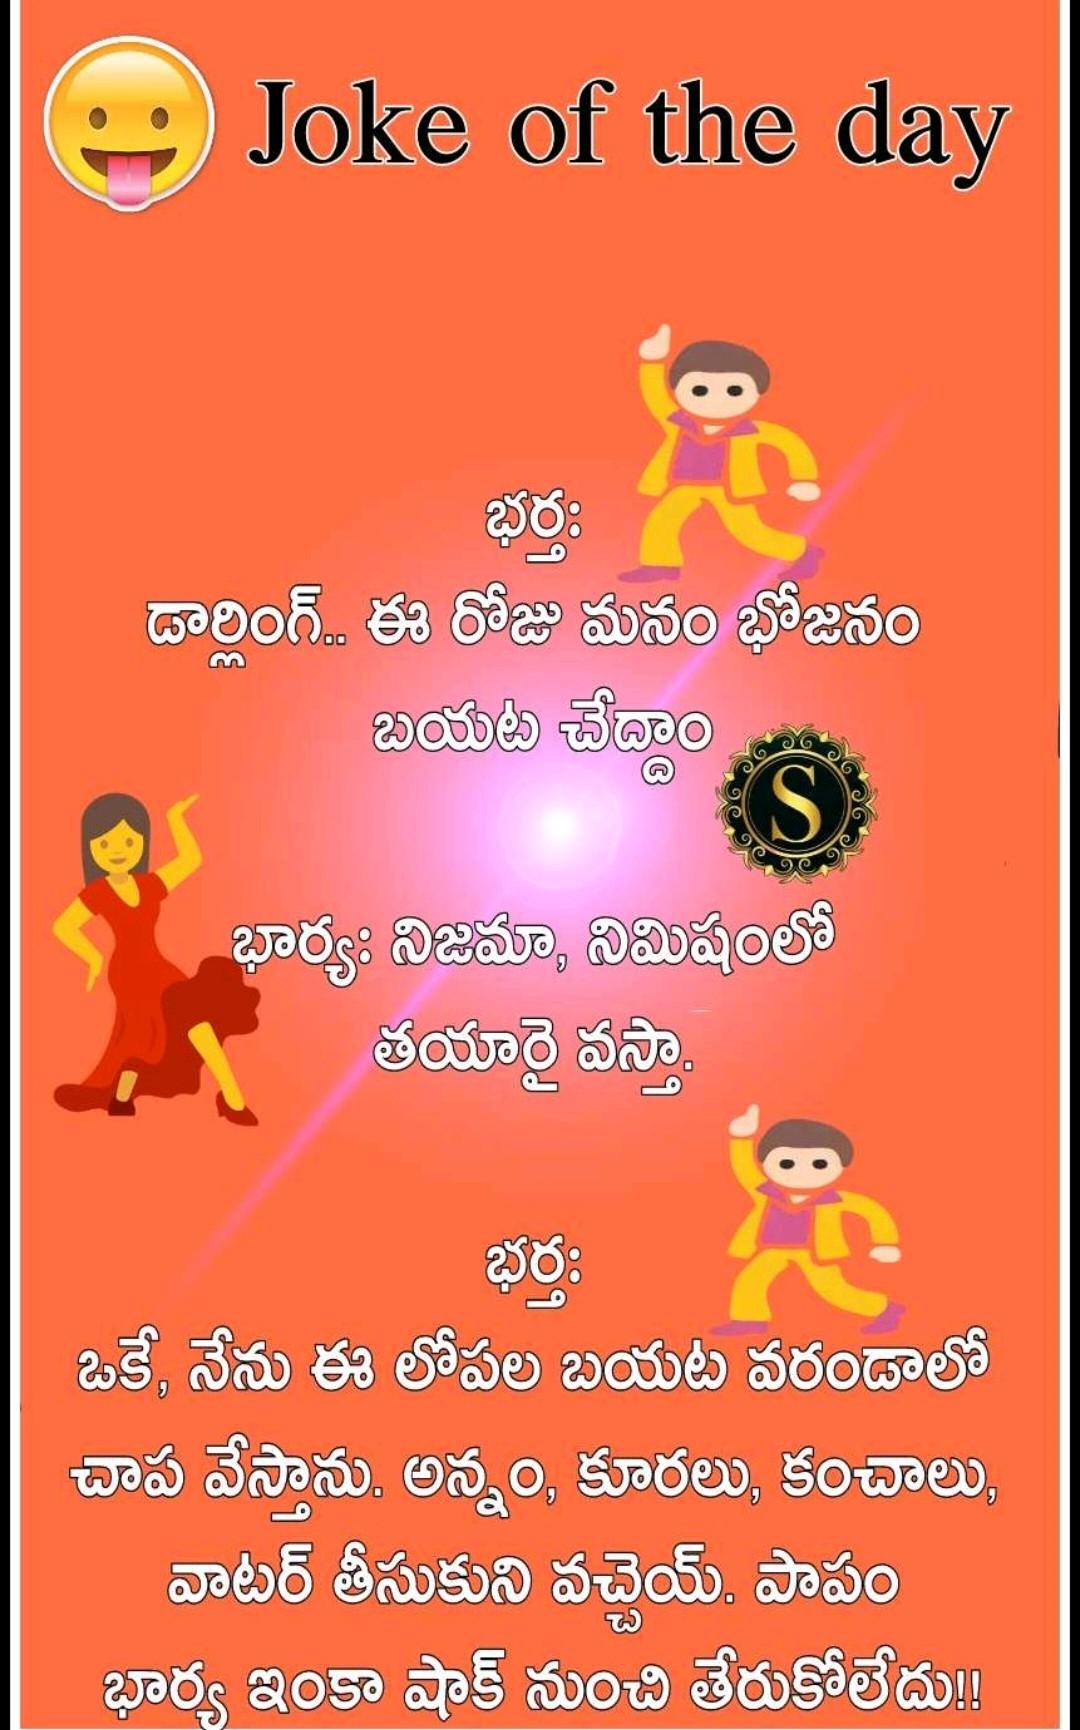 Joke of the day
భర్త:
డార్లింగ్.. ఈ రోజు మనం భోజనం
బయట చేద్దాం
S
భార్య: నిజమా, నిమిషంలో
తయారై వస్తా.
భర్త:
ఒకే, నేను ఈ లోపల బయట వరండాలో
చాప వేస్తాను. అన్నం, కూరలు, కంచాలు,
వాటర్ తీసుకుని వచ్చెయ్. పాపం
భార్య ఇంకా షాక్ నుంచి తేరుకోలేదు!!